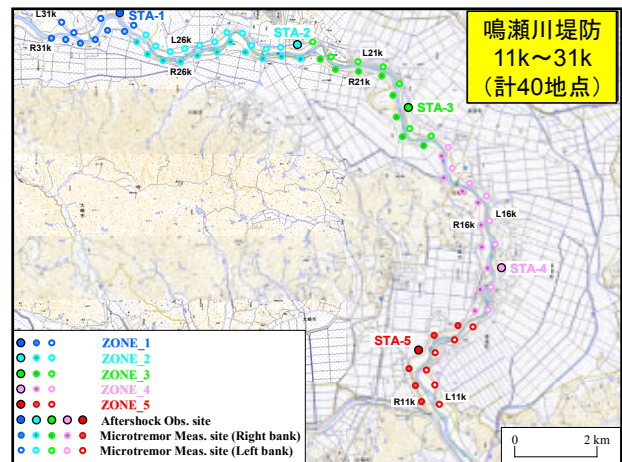 鳴瀬川堤防
11k～31k
（計40地点）
L31k
STA-1
R31k
L26k
STA-2
R26k
L21k
R21k
STA-3
L16k
R16k
STA-4
STA-5
R11k
L11k
ZONE_1
ZONE_2
ZONE_3
ZONE_4
ZONE_5
Aftershock Obs. site
Microtremor Meas. site (Right bank)
Microtremor Meas. site (Left bank)
0 2 km